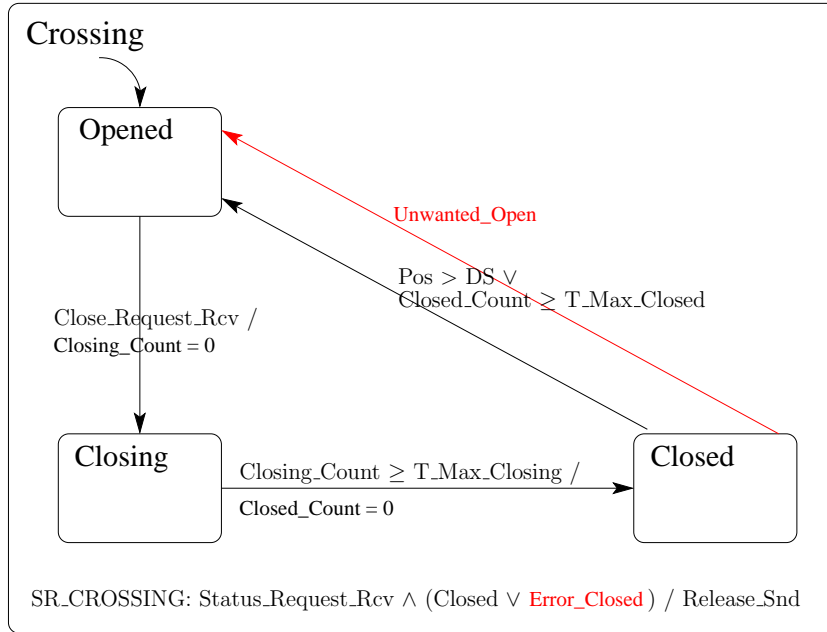 Crossing
Opened
Unwanted_Open
Pos > DS ∨
Closed_Count ≥ T_Max_Closed
Close_Request_Rcv /
Closing_Count = 0
Closing
Closing_Count ≥ T_Max_Closing /
Closed_Count = 0
Closed
SR_CROSSING: Status_Request_Rcv ∧ (Closed ∨ Error_Closed ) / Release_Snd